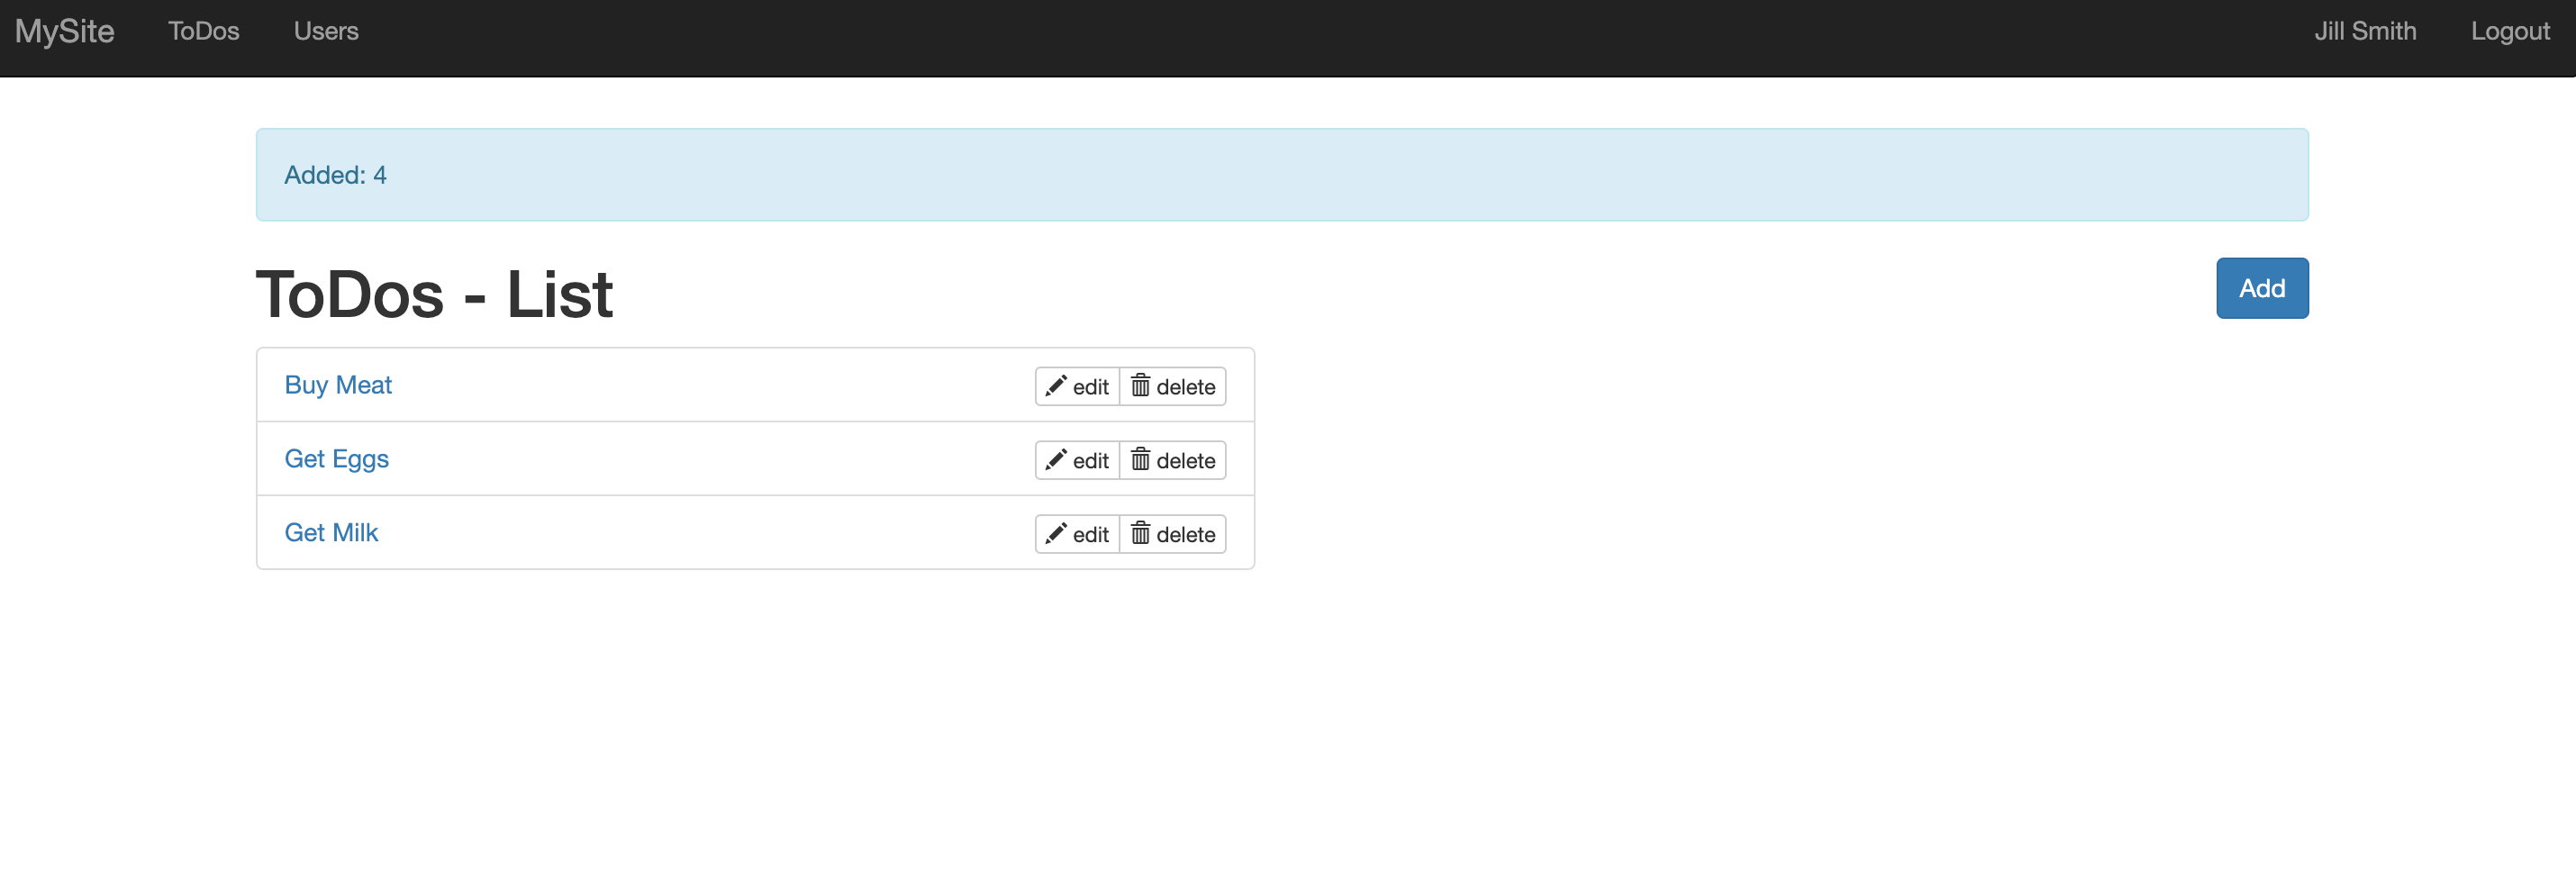 MySite ToDos Users Jill Smith Logout
Added: 4
ToDos - List Add
Buy Meat edit delete
Get Eggs edit delete
Get Milk edit delete